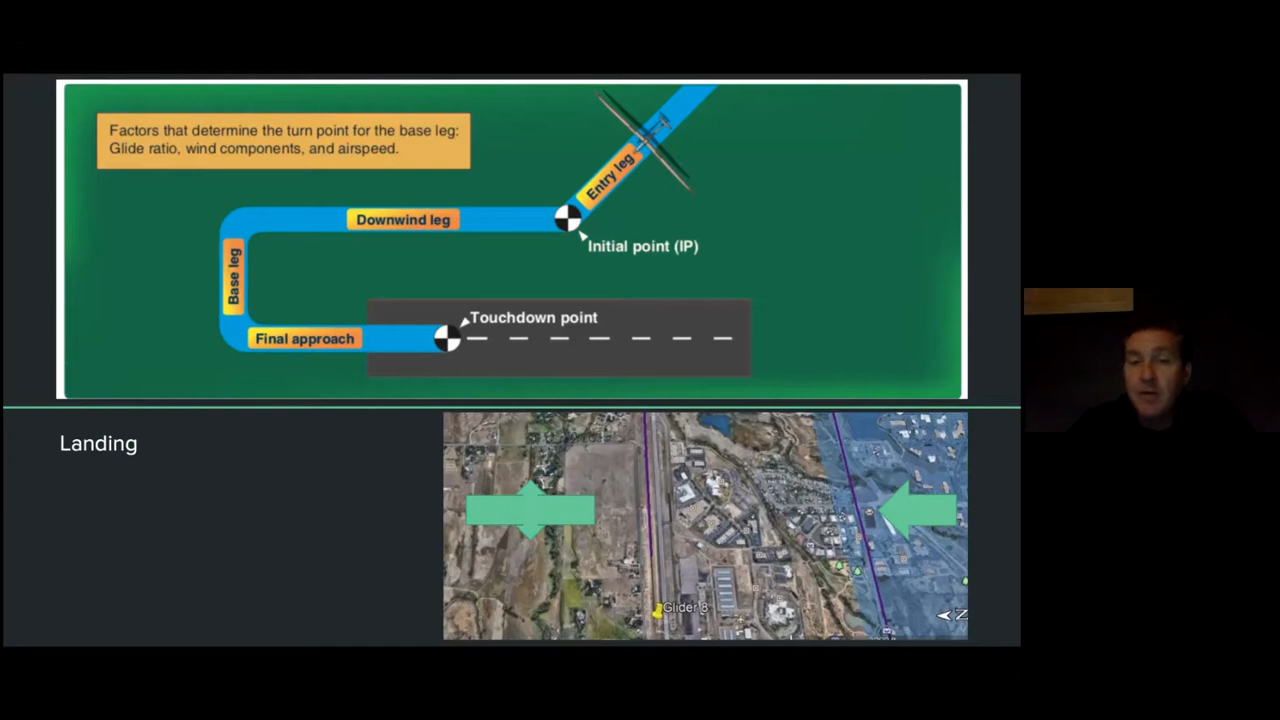 Factors that determine the turn point for the base leg:
Glide ratio, wind components, and airspeed.
Entry leg
Downwind leg
Initial point (IP)
Base leg
Touchdown point
Final approach
Landing
Glider 8
Z